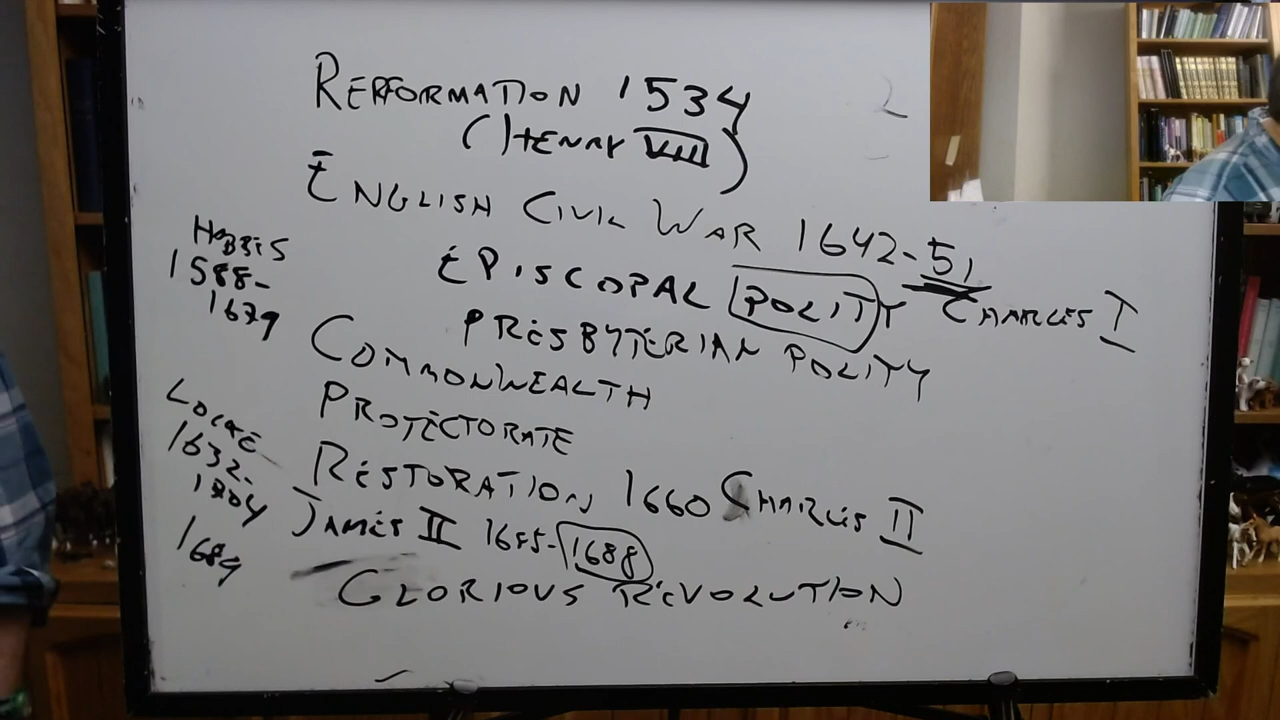 RERFORMATION 1534
(HENRY VIII)
ENGLISH CIVIL WAR 1642-51
EPISCOPAL POLITY CHARLES I
PRESBYTERIAN POLITY
COMMONWEALTH
PROTECTORATE
RESTORATION 1660 CHARLES II
JAMES II 1685-1688
GLORIOUS REVOLUTION
HOBBES
1588-
1679
LOCKE
1632-
1704
1689